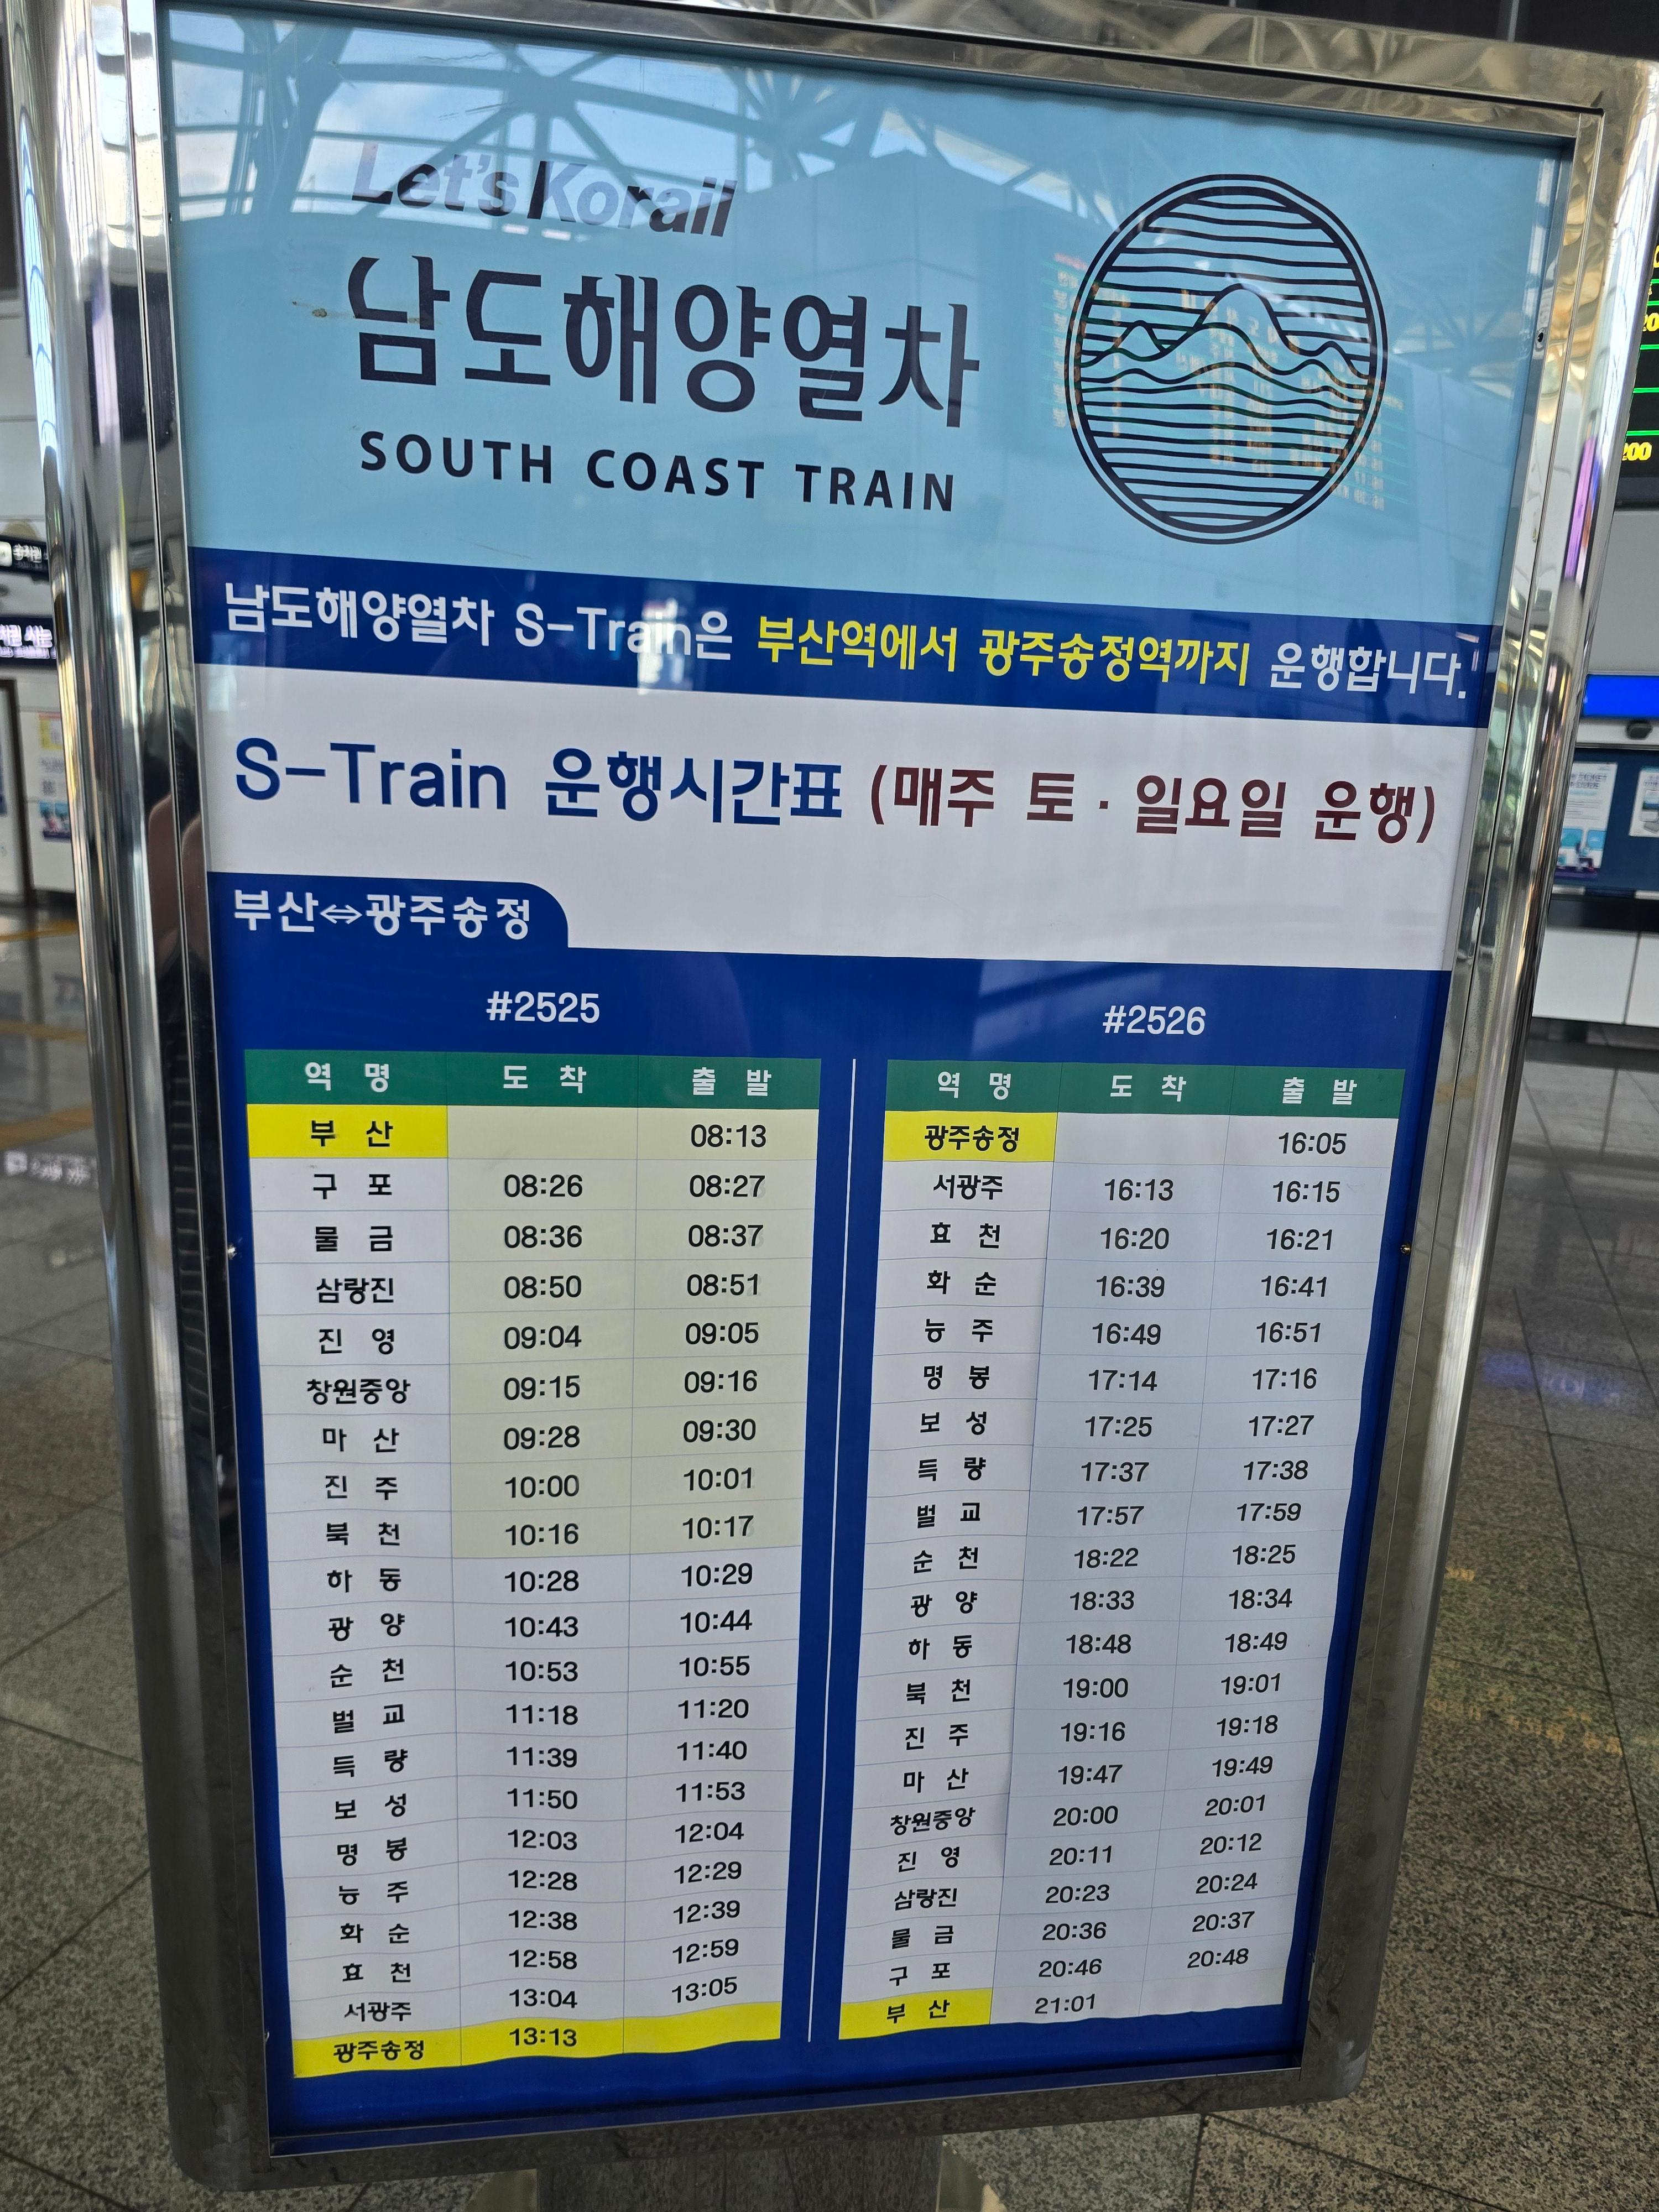 Let's Korail
남도해양열차
SOUTH COAST TRAIN
남도해양열차 S-Train은 부산역에서 광주송정역까지 운행합니다.
S-Train 운행시간표 (매주 토·일요일 운행)
부산⇔광주송정
#2525
역 명 도 착 출 발
부 산 08:13
구 포 08:26 08:27
물 금 08:36 08:37
삼랑진 08:50 08:51
진 영 09:04 09:05
창원중앙 09:15 09:16
마 산 09:28 09:30
진 주 10:00 10:01
북 천 10:16 10:17
하 동 10:28 10:29
광 양 10:43 10:44
순 천 10:53 10:55
벌 교 11:18 11:20
득 량 11:39 11:40
보 성 11:50 11:53
명 봉 12:03 12:04
능 주 12:28 12:29
화 순 12:38 12:39
효 천 12:58 12:59
서광주 13:04 13:05
광주송정 13:13
#2526
역 명 도 착 출 발
광주송정 16:05
서광주 16:13 16:15
효 천 16:20 16:21
화 순 16:39 16:41
능 주 16:49 16:51
명 봉 17:14 17:16
보 성 17:25 17:27
득 량 17:37 17:38
벌 교 17:57 17:59
순 천 18:22 18:25
광 양 18:33 18:34
하 동 18:48 18:49
북 천 19:00 19:01
진 주 19:16 19:18
마 산 19:47 19:49
창원중앙 20:00 20:01
진 영 20:11 20:12
삼랑진 20:23 20:24
물 금 20:36 20:37
구 포 20:46 20:48
부 산 21:01